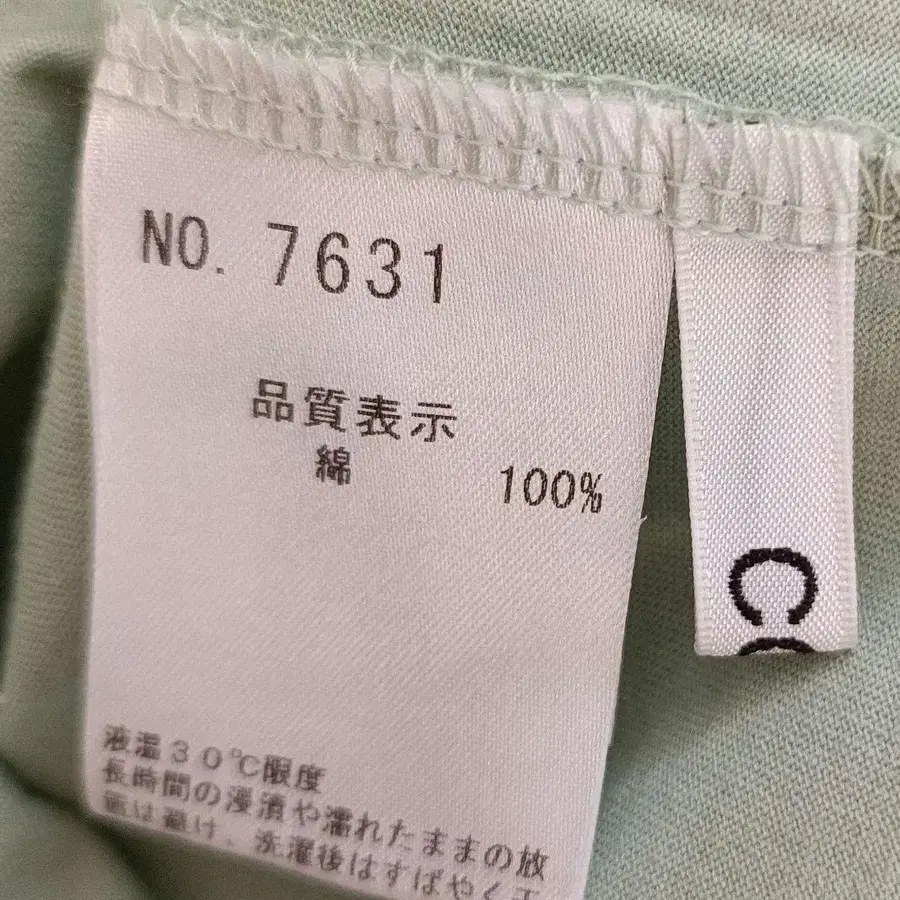 NO. 7631
品質表示
綿 100%
液温30℃限度
長時間の浸漬や濡れたままの放
置は避け、洗濯後はすばやく
C